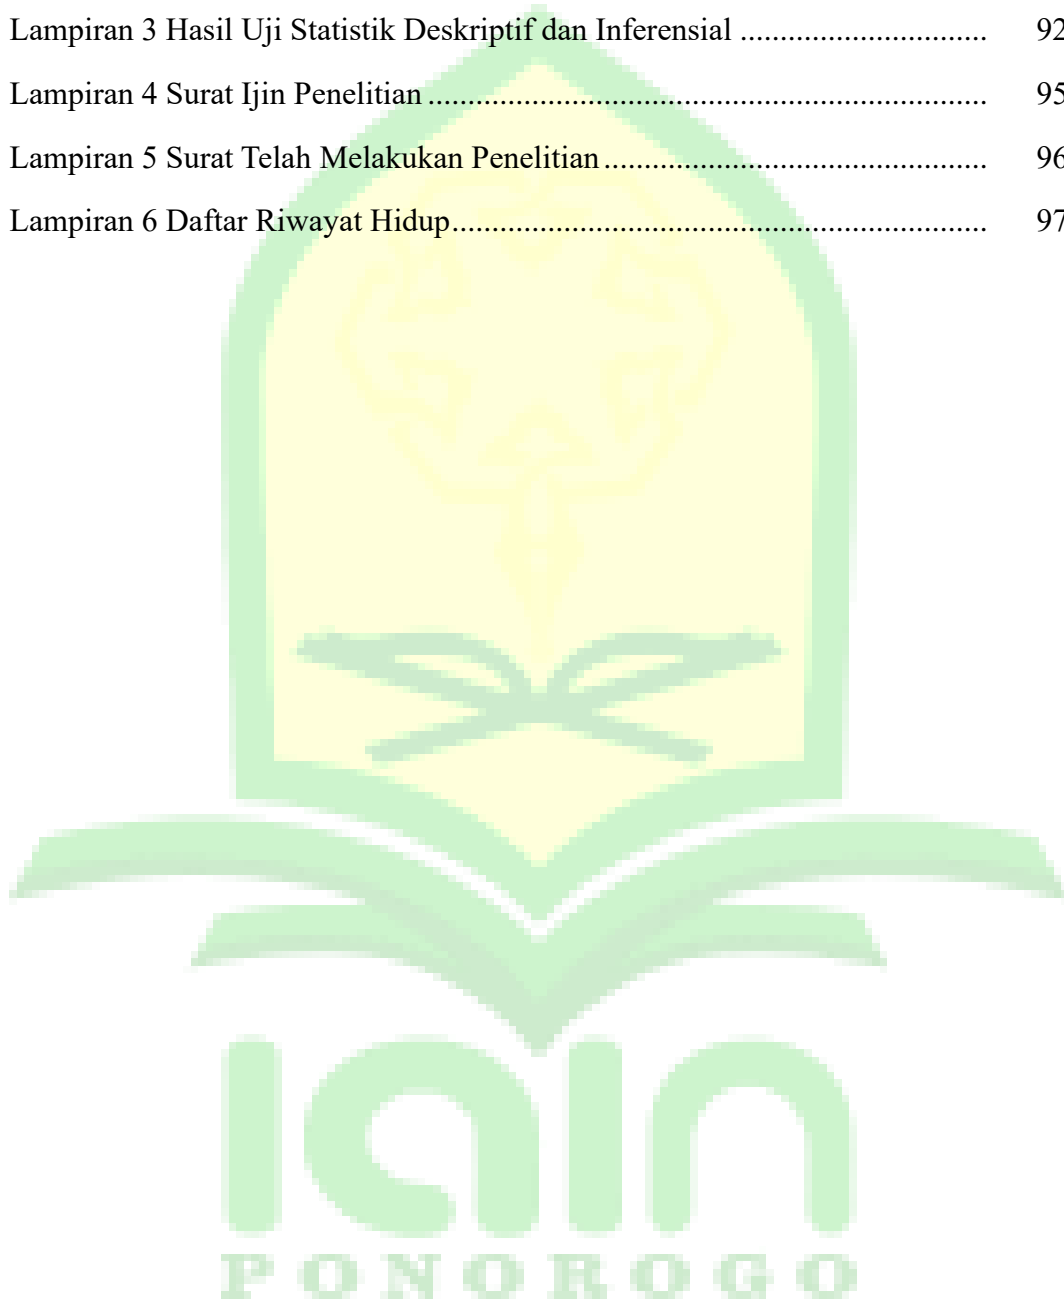 Lampiran 3 Hasil Uji Statistik Deskriptif dan Inferensial ............................ 92
Lampiran 4 Surat Ijin Penelitian ................................................................ 95
Lampiran 5 Surat Telah Melakukan Penelitian ............................................ 96
Lampiran 6 Daftar Riwayat Hidup ............................................................. 97
iain
PONOROGO